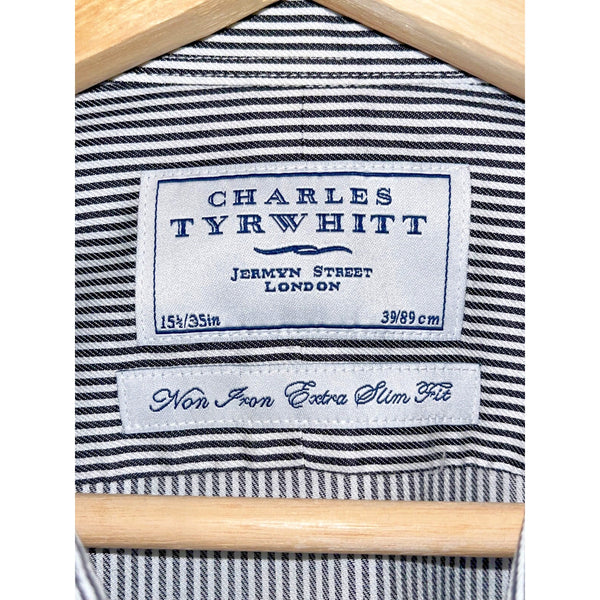 CHARLES
TYRWHITT
JERMYN STREET
LONDON
15½/35in 39/89 cm
Non Iron Extra Slim Fit